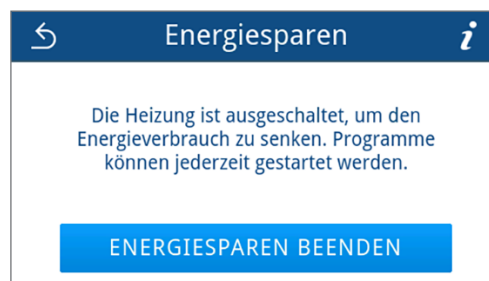 Energiesparen
Die Heizung ist ausgeschaltet, um den
Energieverbrauch zu senken. Programme
können jederzeit gestartet werden.
ENERGIESPAREN BEENDEN